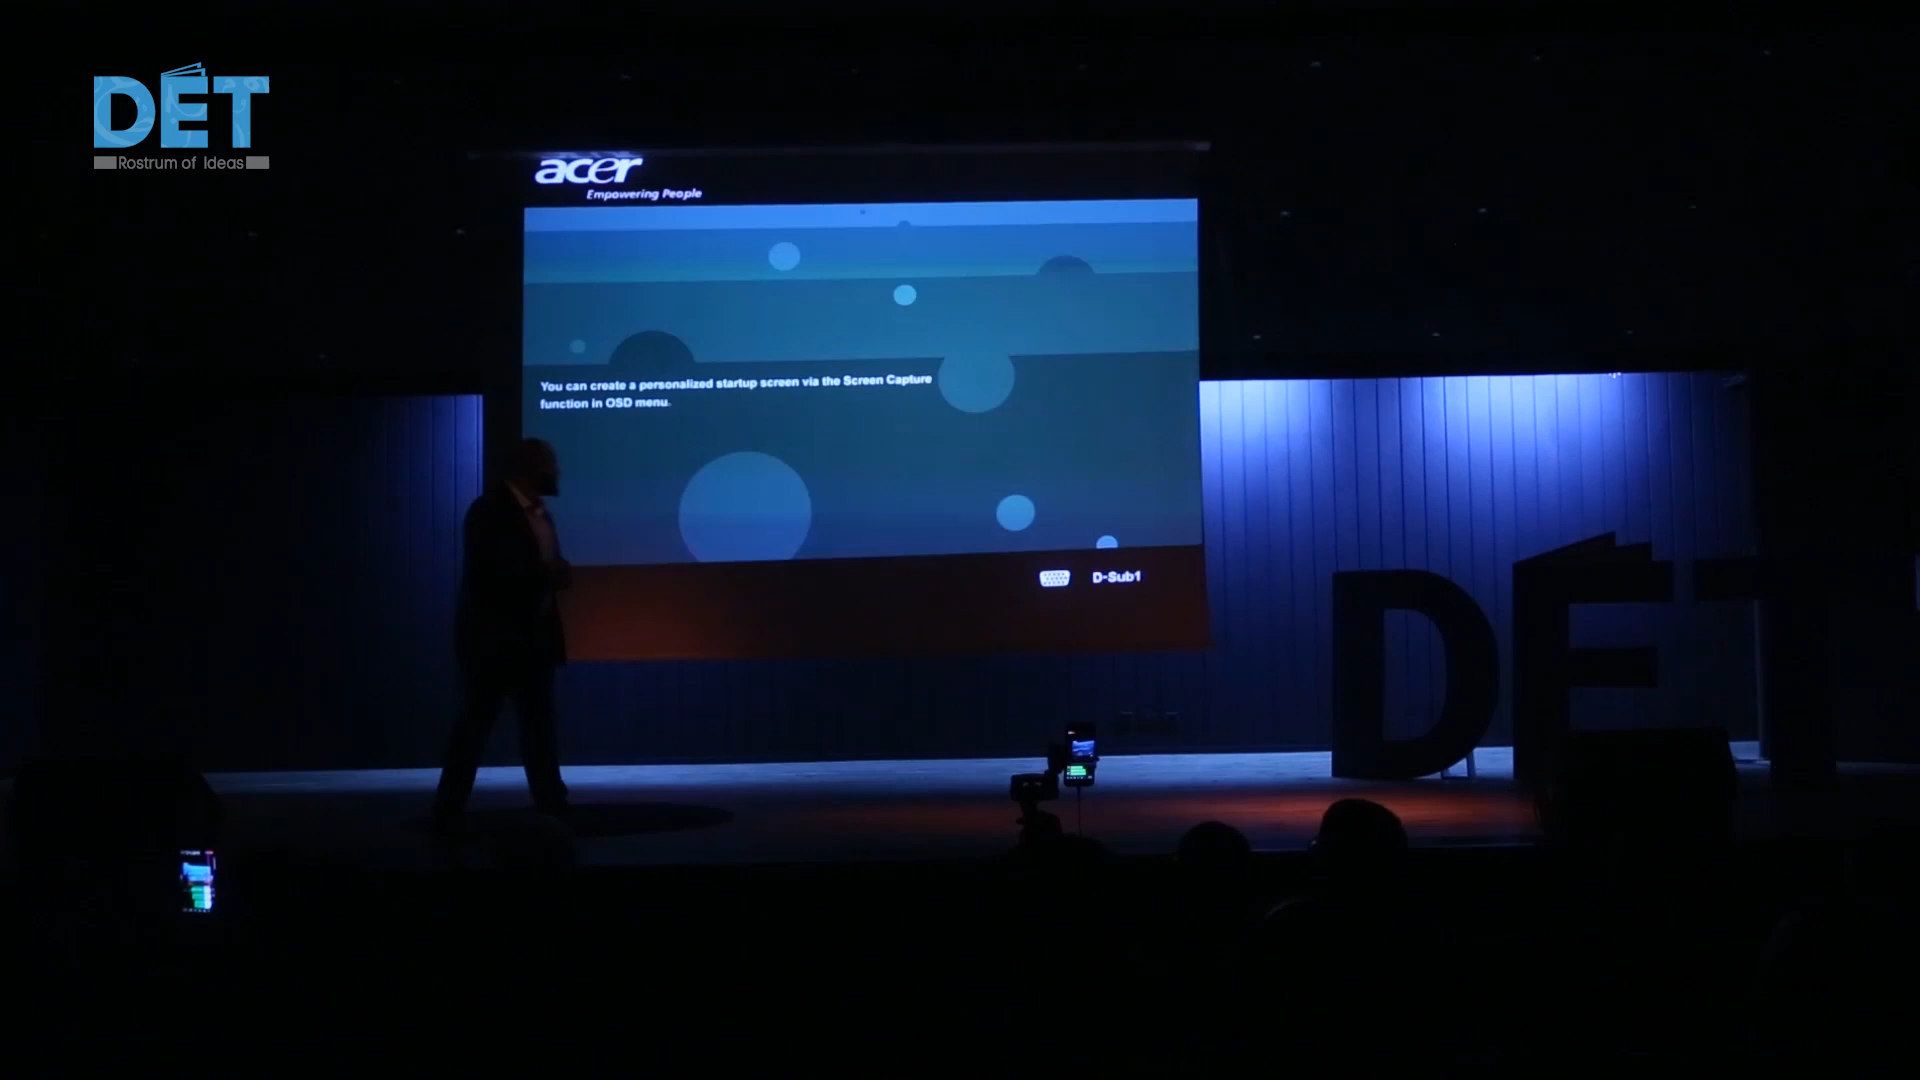 DET
Rostrum of Ideas
acer
Empowering People
You can create a personalized startup screen via the Screen Capture
function in OSD menu.
D-Sub1
DET